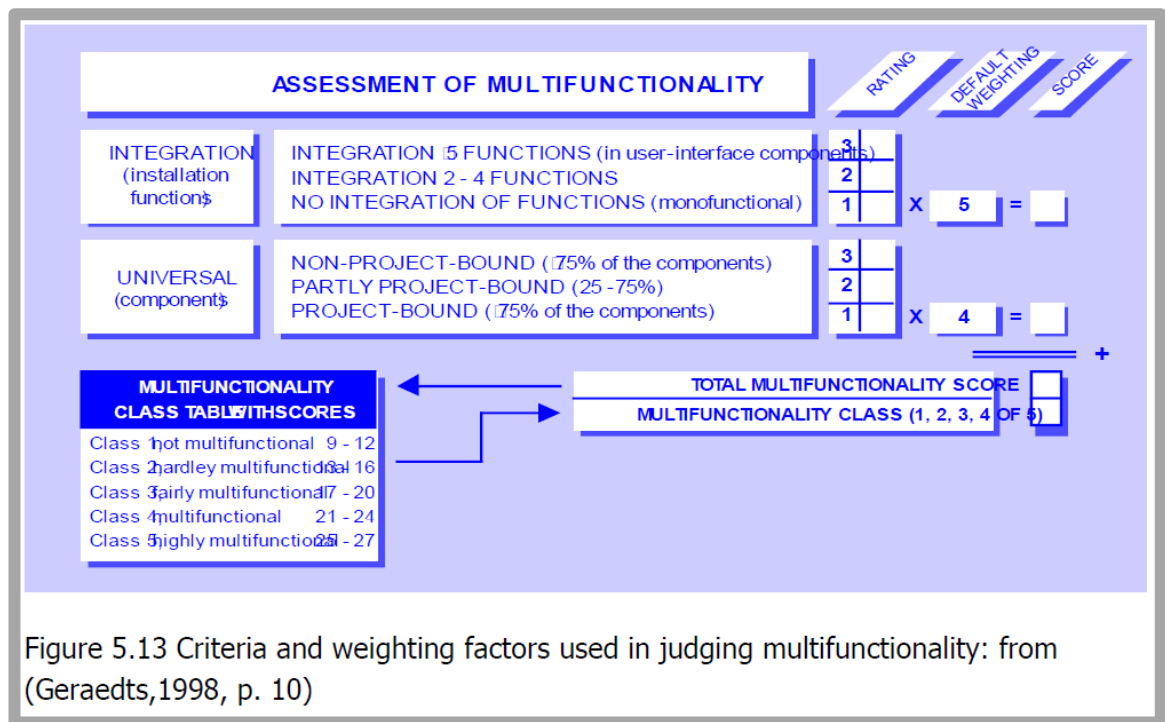 ASSESSMENT OF MULTIFUNCTIONALITY
RATING
DEFAULT
WEIGHTING
SCORE
INTEGRATION
(installation
functions)
INTEGRATION 5 FUNCTIONS (in user-interface components)
INTEGRATION 2 - 4 FUNCTIONS
NO INTEGRATION OF FUNCTIONS (monofunctional)
3
2
1 X 5 =
UNIVERSAL
(components)
NON-PROJECT-BOUND (75% of the components)
PARTLY PROJECT-BOUND (25 -75%)
PROJECT-BOUND (75% of the components)
3
2
1 X 4 =
+
MULTIFUNCTIONALITY
CLASS TABLE WITH SCORES
Class 1, not multifunctional 9 - 12
Class 2, hardley multifunctional 13 - 16
Class 3, fairly multifunctional 17 - 20
Class 4, multifunctional 21 - 24
Class 5, highly multifunctional 25 - 27
TOTAL MULTIFUNCTIONALITY SCORE
MULTIFUNCTIONALITY CLASS (1, 2, 3, 4 OF 5)
Figure 5.13 Criteria and weighting factors used in judging multifunctionality: from
(Geraedts,1998, p. 10)